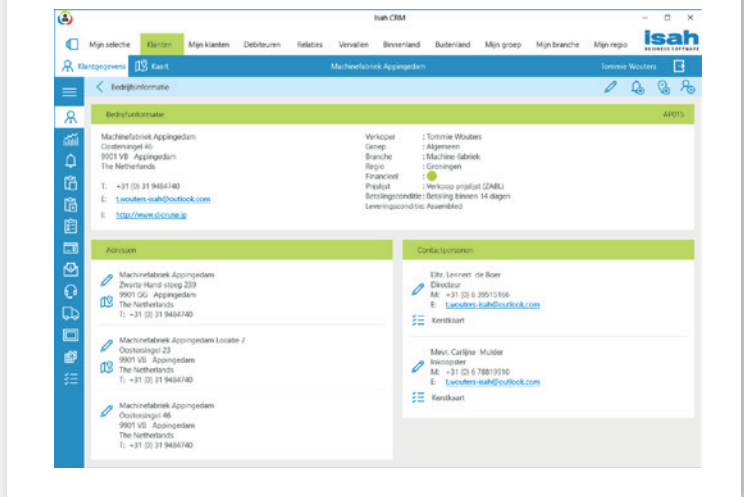 Isah CRM
Mijn selectie Klanten Mijn klanten Debiteuren Relaties Vervallen Binnenland Buitenland Mijn groep Mijn branche Mijn regio
isah
BUSINESS SOFTWARE
Klantgegevens Kaart Machinefabriek Appingedam Tommie Wouters
Bedrijfsinformatie
Bedrijfsinformatie AP015
Machinefabriek Appingedam
Oostersingel 46
9901 VB Appingedam
The Netherlands
T: +31 (0) 31 9484740
E: t.wouters-isah@outlook.com
I: http://www.d-crune.jp
Verkoper : Tommie Wouters
Groep : Algemeen
Branche : Machine-fabriek
Regio : Groningen
Financieel :
Prijslijst : Verkoop prijslijst (ZABL)
Betalingsconditie: Betaling binnen 14 dagen
Leveringsconditie: Assembled
Adressen
Machinefabriek Appingedam
Zwarte Hand-steeg 239
9901 GG Appingedam
The Netherlands
T: +31 (0) 31 9484740
Machinefabriek Appingedam Locatie 2
Oostersingel 23
9901 VB Appingedam
The Netherlands
T: +31 (0) 31 9484740
Machinefabriek Appingedam
Oostersingel 46
9901 VB Appingedam
The Netherlands
T: +31 (0) 31 9484740
Contactpersonen
Dhr. Lennert de Boer
Directeur
M: +31 (0) 6 39515166
E: t.wouters-isah@outlook.com
Kerstkaart
Mevr. Carlijne Mulder
Inkoopster
M: +31 (0) 6 78819910
E: t.wouters-isah@outlook.com
Kerstkaart